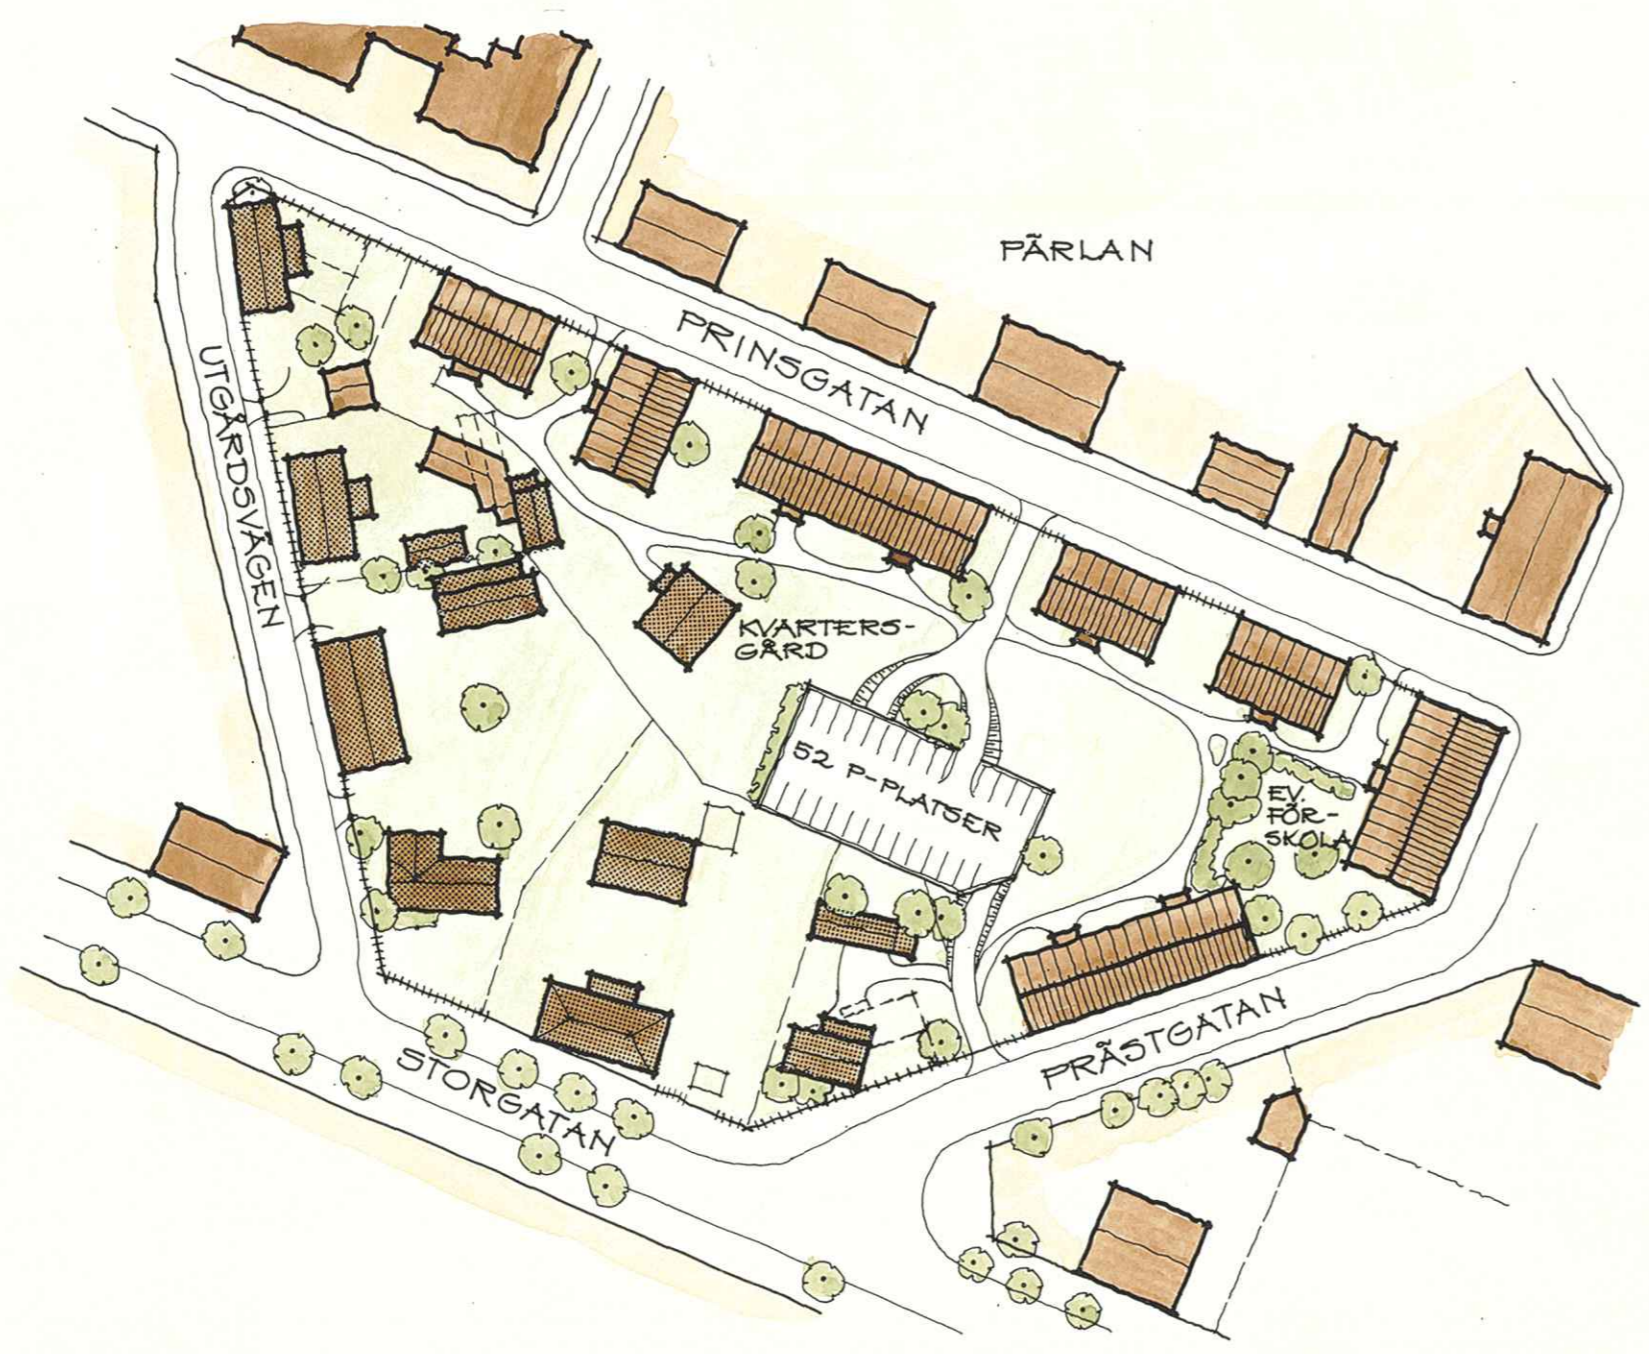 PÄRLAN
PRINSGATAN
UTGÅRDSVÄGEN
KVARTERS-
GÅRD
52 P-PLATSER
EV.
FÖR-
SKOLA
PRÄSTGATAN
STORGATAN